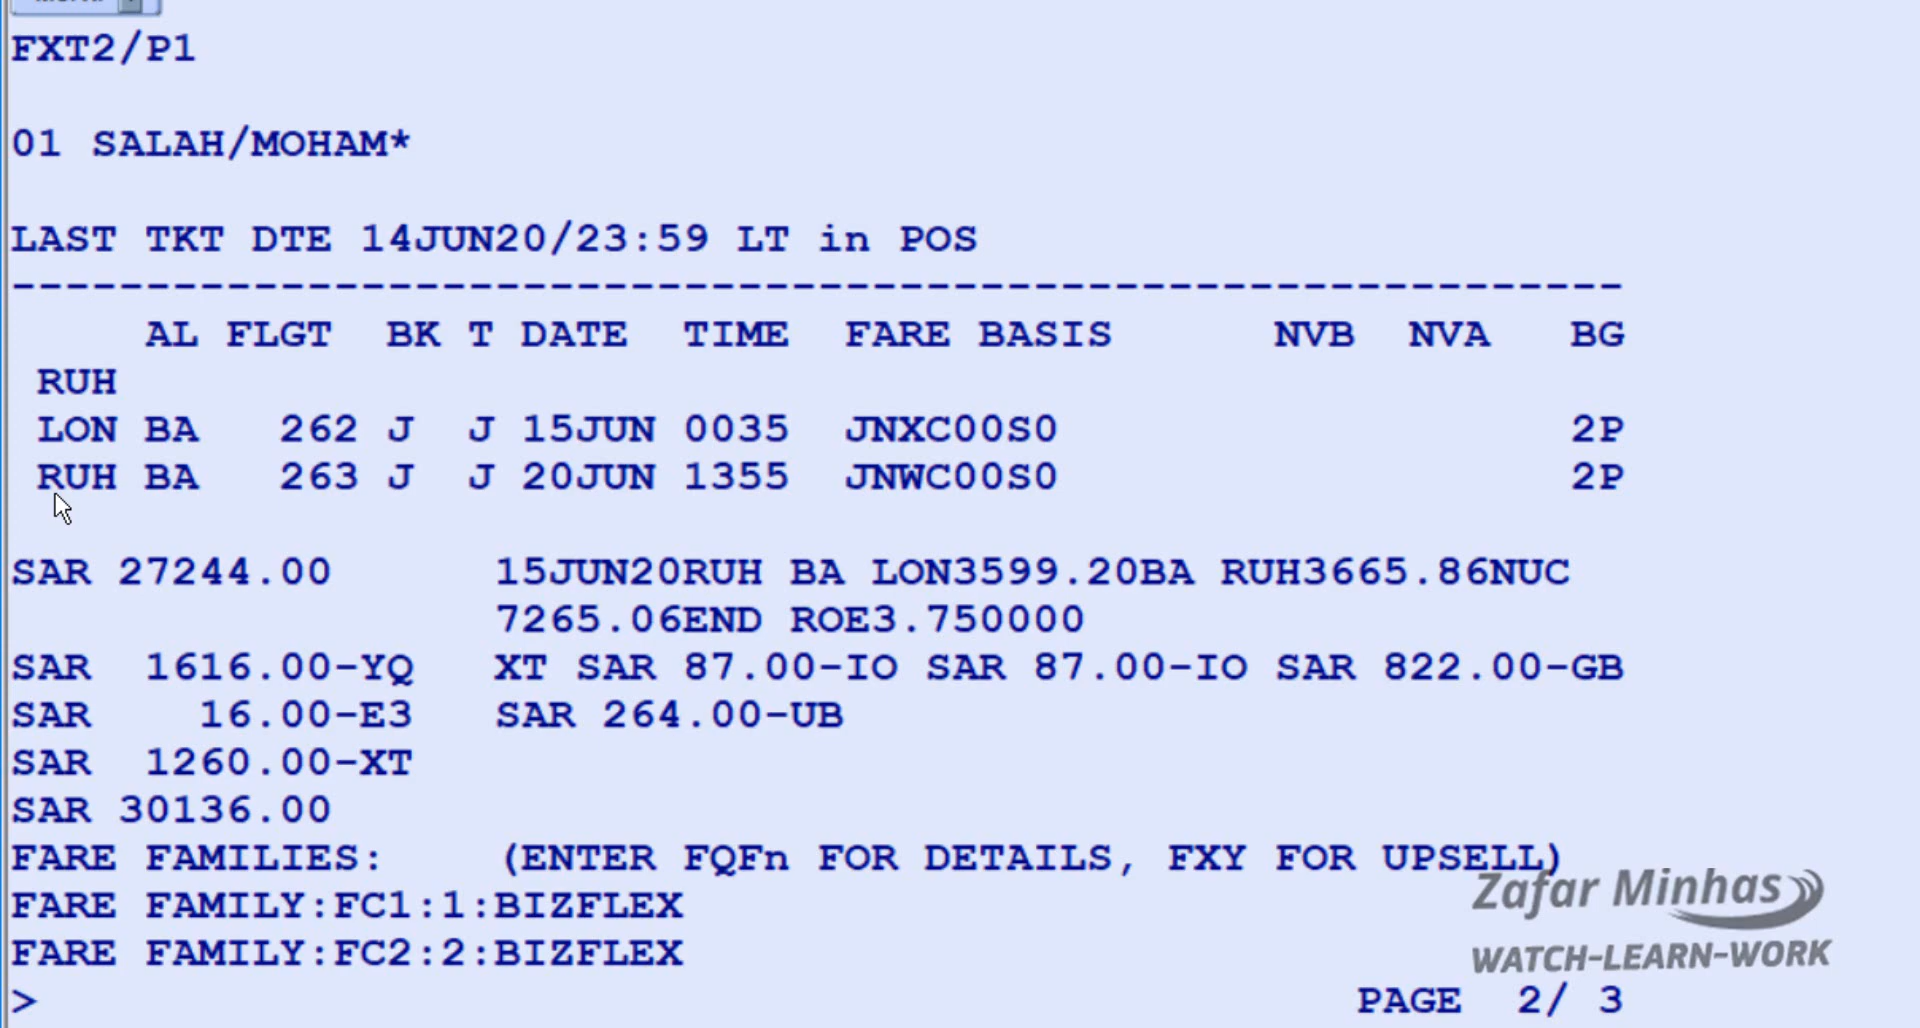 FXT2/P1
01 SALAH/MOHAM*
LAST TKT DTE 14JUN20/23:59 LT in POS
------------------------------------------------------------
AL FLGT BK T DATE TIME FARE BASIS NVB NVA BG
RUH
LON BA 262 J J 15JUN 0035 JNXC00S0 2P
RUH BA 263 J J 20JUN 1355 JNWC00S0 2P
SAR 27244.00 15JUN20RUH BA LON3599.20BA RUH3665.86NUC
7265.06END ROE3.750000
SAR 1616.00-YQ XT SAR 87.00-IO SAR 87.00-IO SAR 822.00-GB
SAR 16.00-E3 SAR 264.00-UB
SAR 1260.00-XT
SAR 30136.00
FARE FAMILIES: (ENTER FQFn FOR DETAILS, FXY FOR UPSELL)
FARE FAMILY:FC1:1:BIZFLEX
FARE FAMILY:FC2:2:BIZFLEX
> PAGE 2/ 3
Zafar Minhas
WATCH-LEARN-WORK